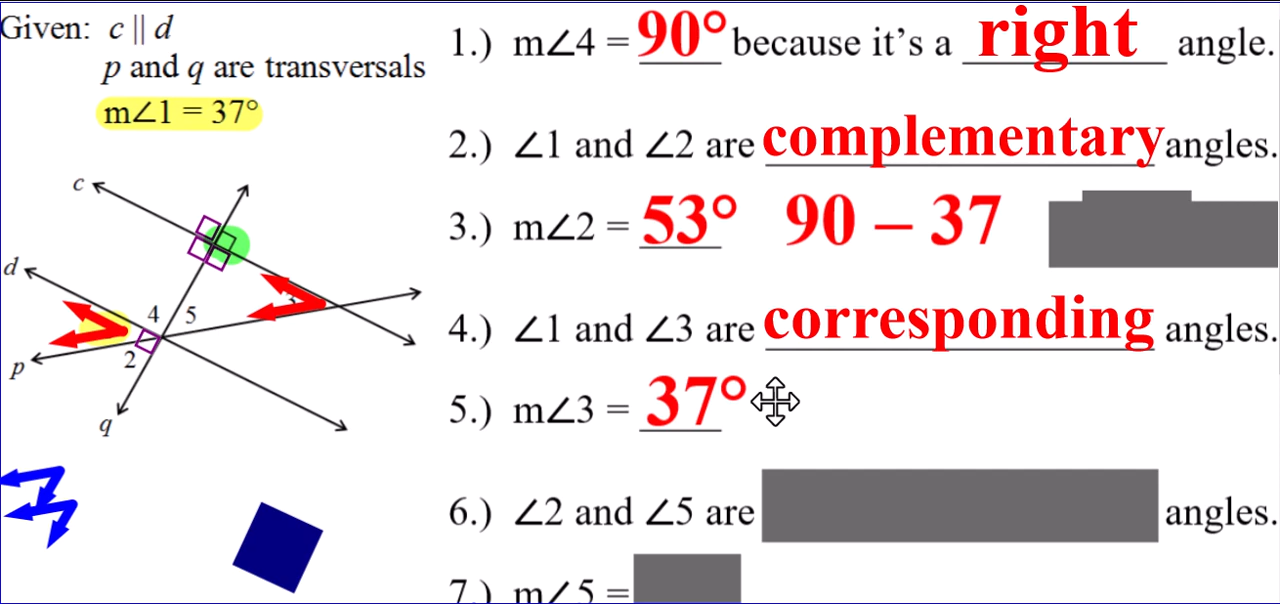 Given: c || d
p and q are transversals
m∠1 = 37°
c
d
4 5
2
p
q
1.) m∠4 = 90° because it's a right angle.
2.) ∠1 and ∠2 are complementary angles.
3.) m∠2 = 53° 90 – 37
4.) ∠1 and ∠3 are corresponding angles.
5.) m∠3 = 37°
6.) ∠2 and ∠5 are angles.
7.) m∠5 =